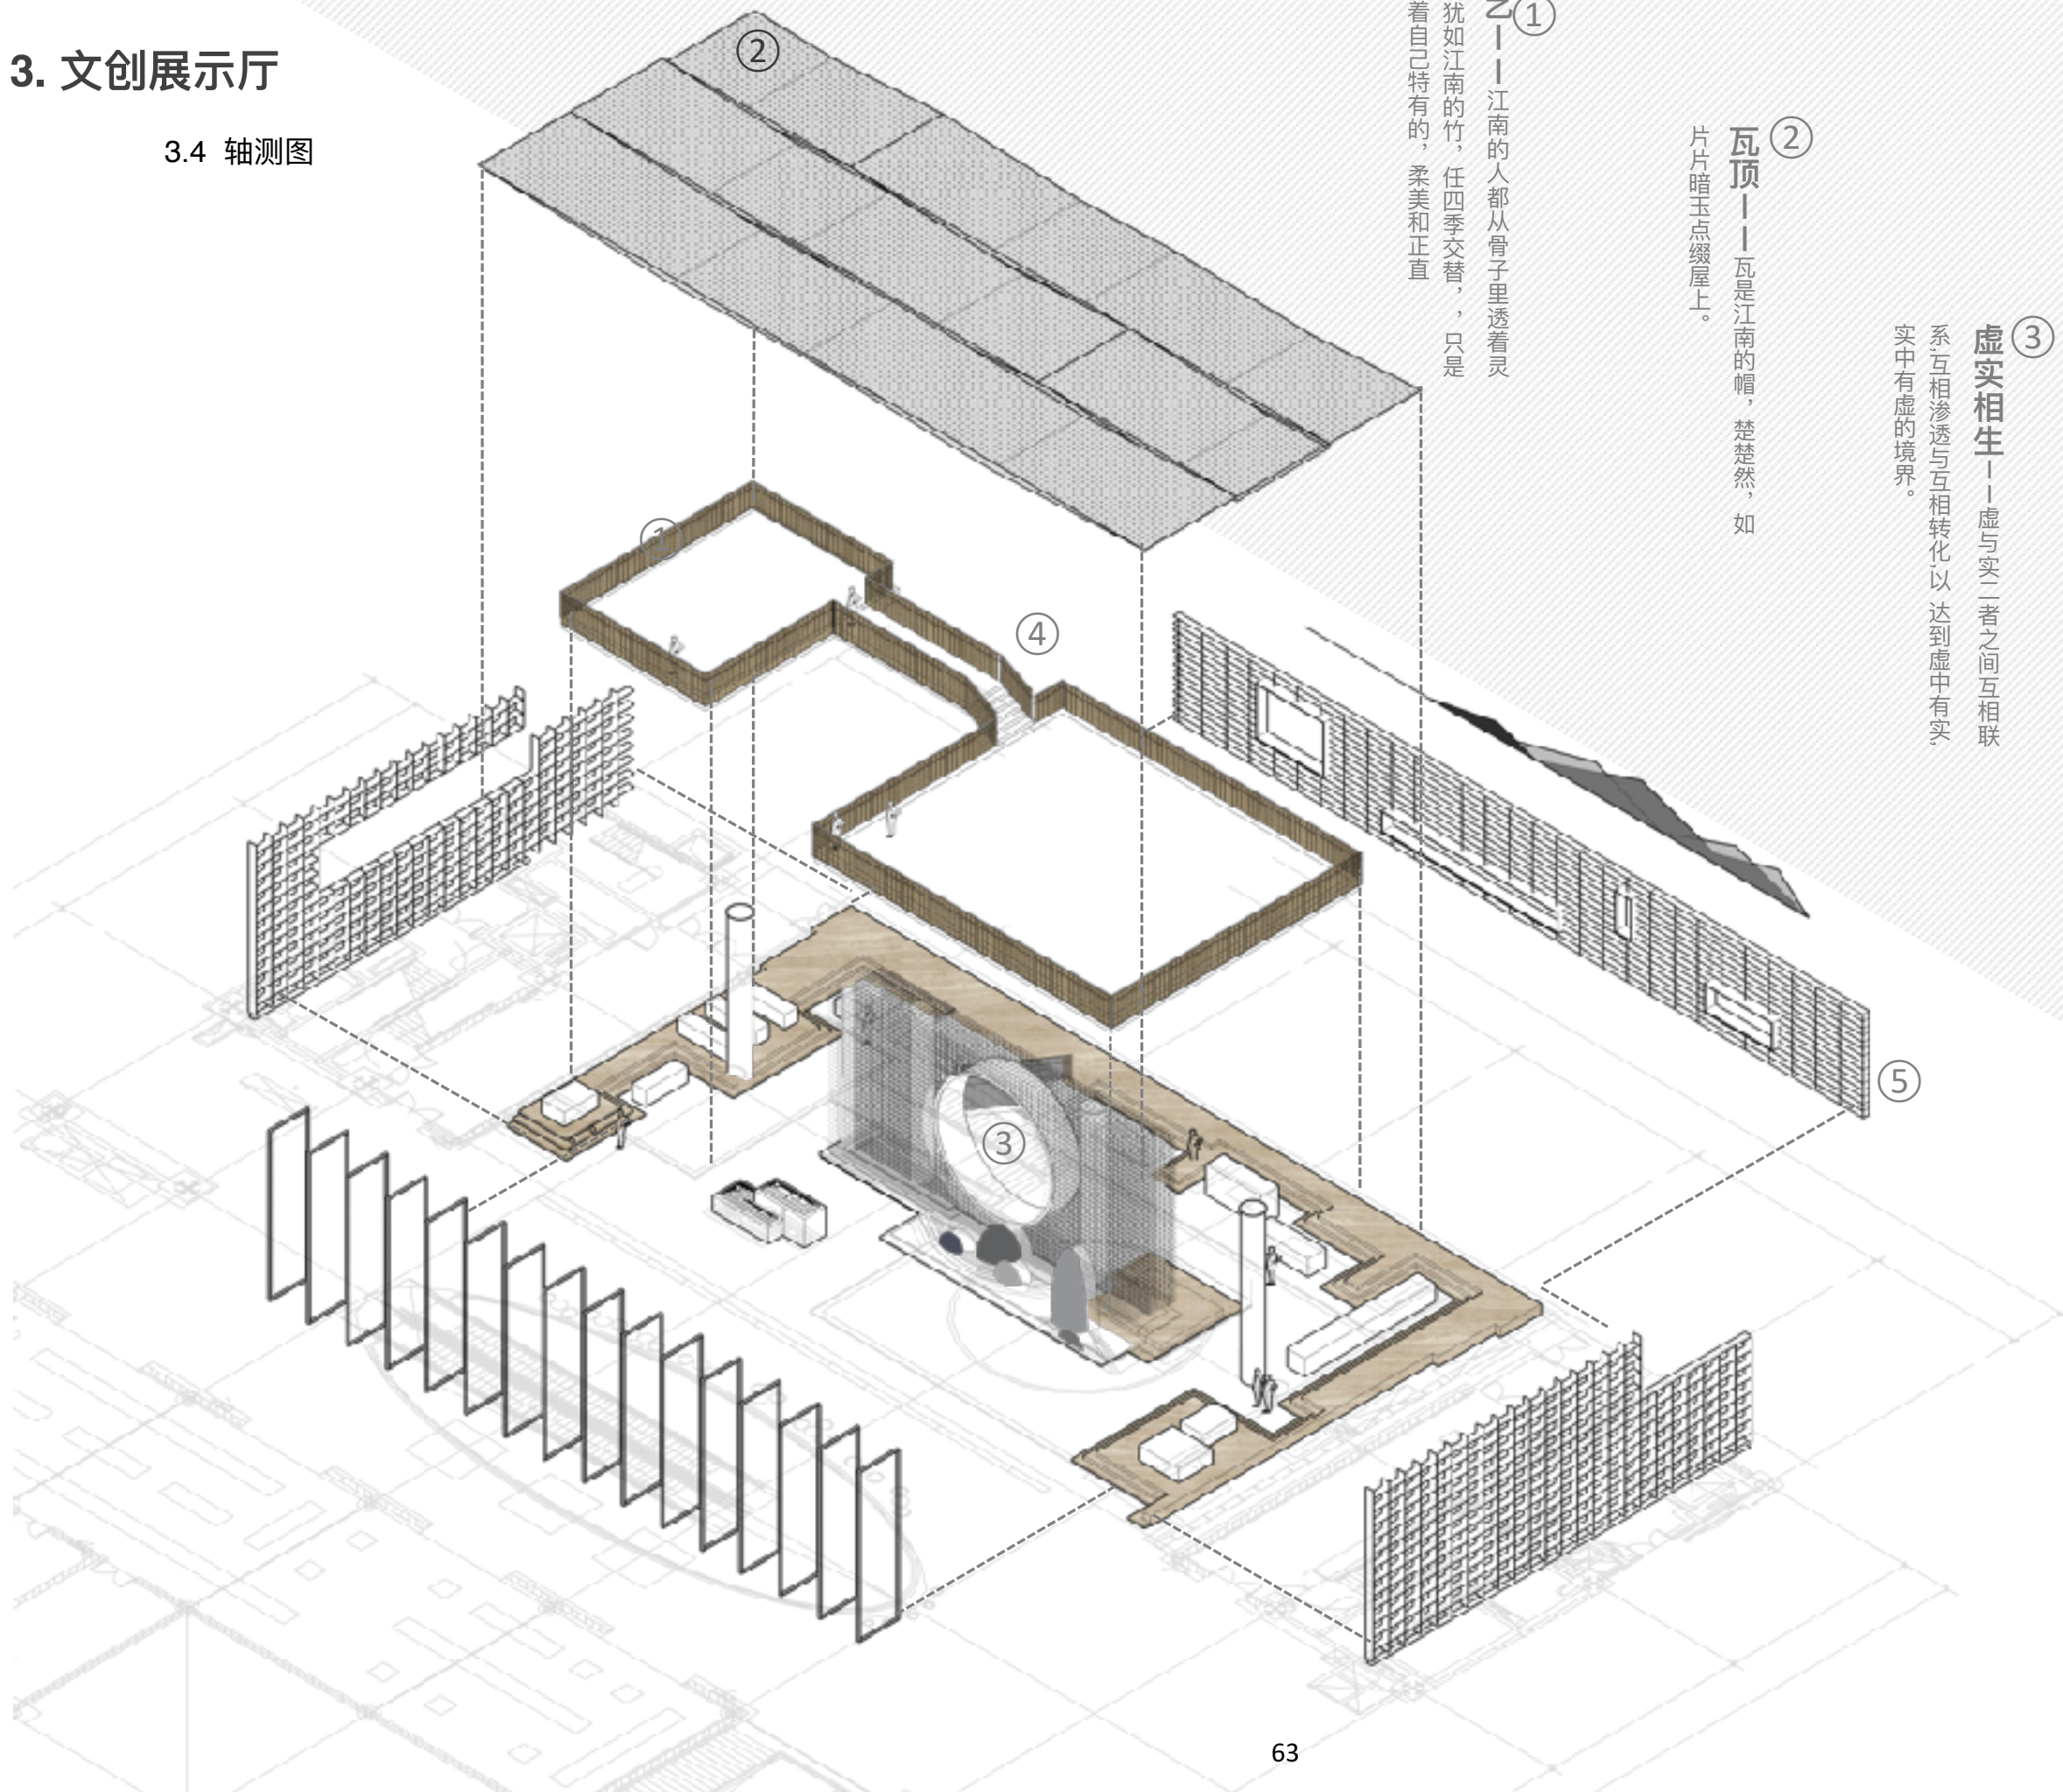 3. 文创展示厅
3.4 轴测图
②
①
④
③
⑤
①
——江南的人都从骨子里透着灵
犹如江南的竹，任四季交替，，只是
着自己特有的，柔美和正直
②
瓦顶——瓦是江南的帽，楚楚然，如
片片暗玉点缀屋上。
③
虚实相生——虚与实二者之间互相联
系,互相渗透与互相转化,以 达到虚中有实,
实中有虚的境界。
63